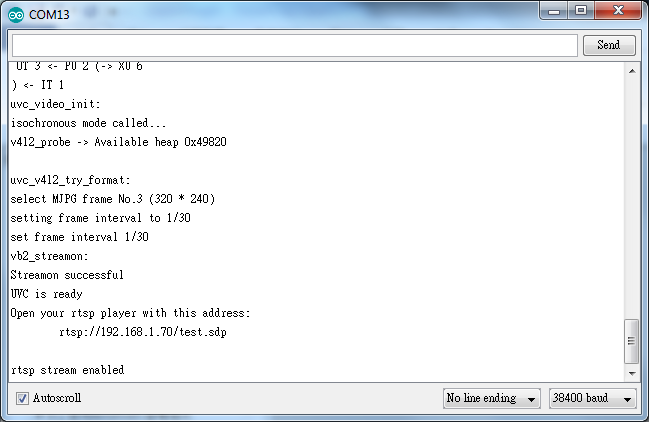 COM13
Send
OT 3 <- PU 2 (-> XU 6
) <- IT 1
uvc_video_init:
isochronous mode called...
v4l2_probe -> Available heap 0x49820
uvc_v4l2_try_format:
select MJPG frame No.3 (320 * 240)
setting frame interval to 1/30
set frame interval 1/30
vb2_streamon:
Streamon successful
UVC is ready
Open your rtsp player with this address:
rtsp://192.168.1.70/test.sdp
rtsp stream enabled
Autoscroll
No line ending
38400 baud